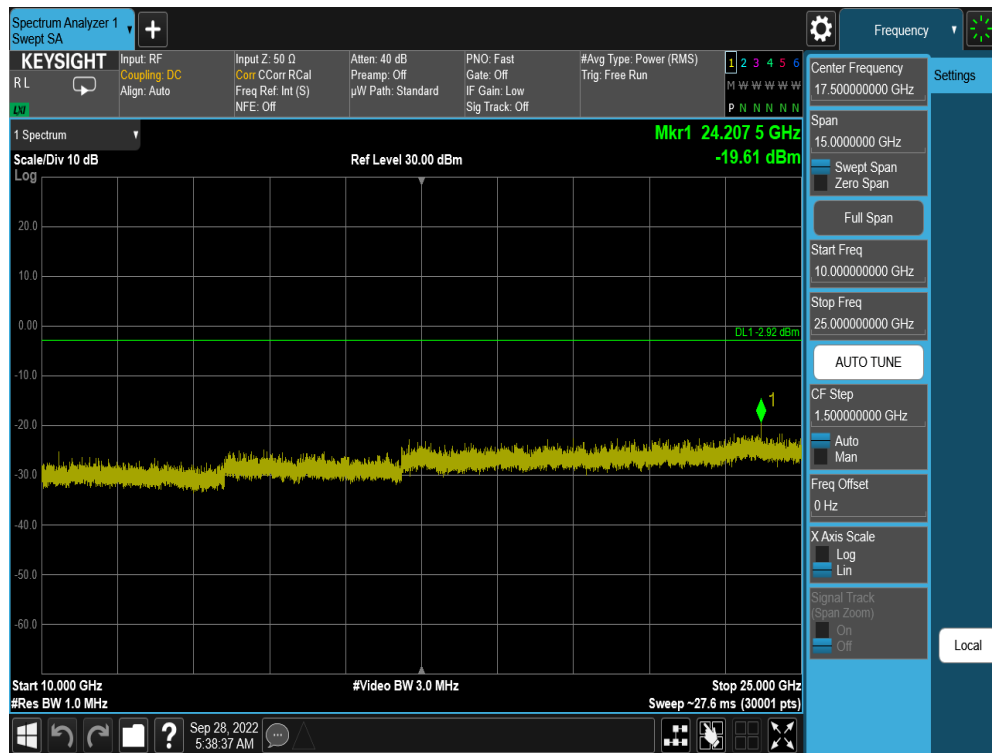 Spectrum Analyzer 1
Swept SA
+
Frequency
KEYSIGHT
R L
LXI
Input: RF
Coupling: DC
Align: Auto
Input Z: 50 Ω
Corr CCorr RCal
Freq Ref: Int (S)
NFE: Off
Atten: 40 dB
Preamp: Off
µW Path: Standard
PNO: Fast
Gate: Off
IF Gain: Low
Sig Track: Off
#Avg Type: Power (RMS)
Trig: Free Run
1 2 3 4 5 6
M W W W W W
P N N N N N
1 Spectrum
Scale/Div 10 dB
Log
Ref Level 30.00 dBm
Mkr1 24.207 5 GHz
-19.61 dBm
20.0
10.0
0.00
DL1 -2.92 dBm
-10.0
1
-20.0
-30.0
-40.0
-50.0
-60.0
Start 10.000 GHz
#Video BW 3.0 MHz
Stop 25.000 GHz
#Res BW 1.0 MHz
Sweep ~27.6 ms (30001 pts)
Center Frequency
17.500000000 GHz
Settings
Span
15.0000000 GHz
Swept Span
Zero Span
Full Span
Start Freq
10.000000000 GHz
Stop Freq
25.000000000 GHz
AUTO TUNE
CF Step
1.500000000 GHz
Auto
Man
Freq Offset
0 Hz
X Axis Scale
Log
Lin
Signal Track
(Span Zoom)
On
Off
Local
?
Sep 28, 2022
5:38:37 AM